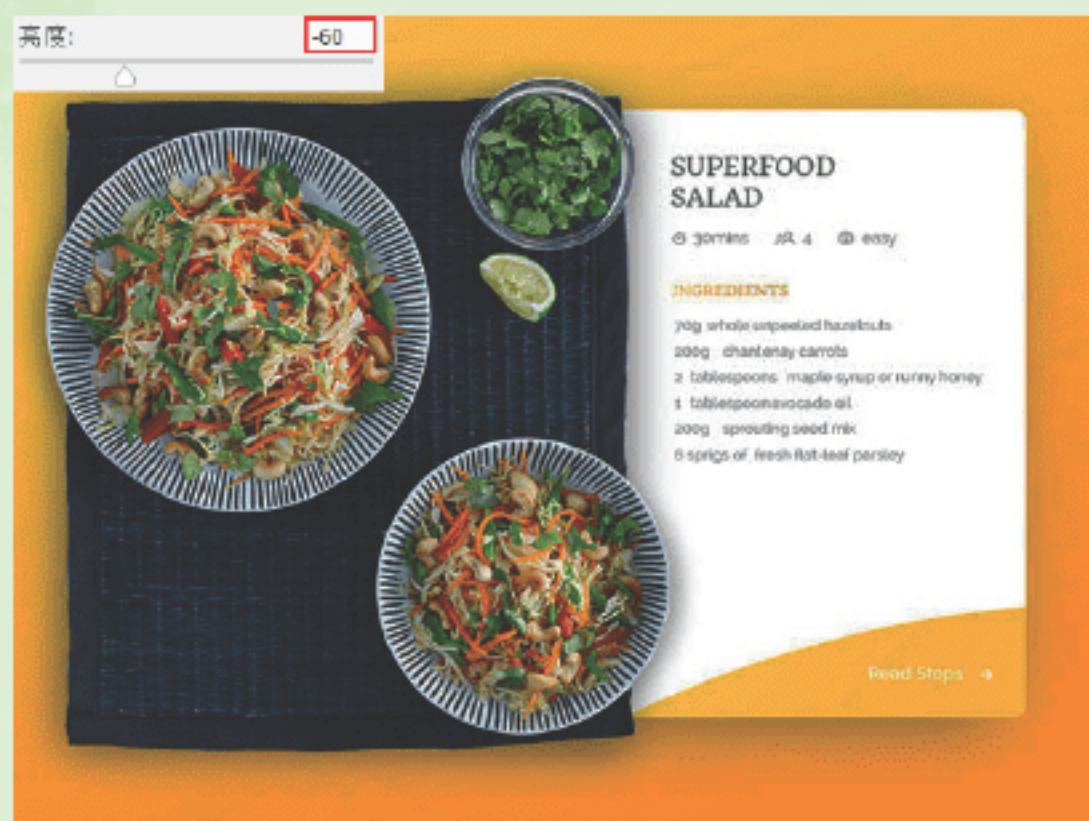 亮度: -60
SUPERFOOD
SALAD
30mins 4 easy
INGREDIENTS
70g whole unpeeled hazelnuts
200g chantenay carrots
2 tablespoons maple syrup or runny honey
1 tablespoonavocado oil
200g sprouting seed mix
6 sprigs of fresh flat-leaf parsley
Read Steps →